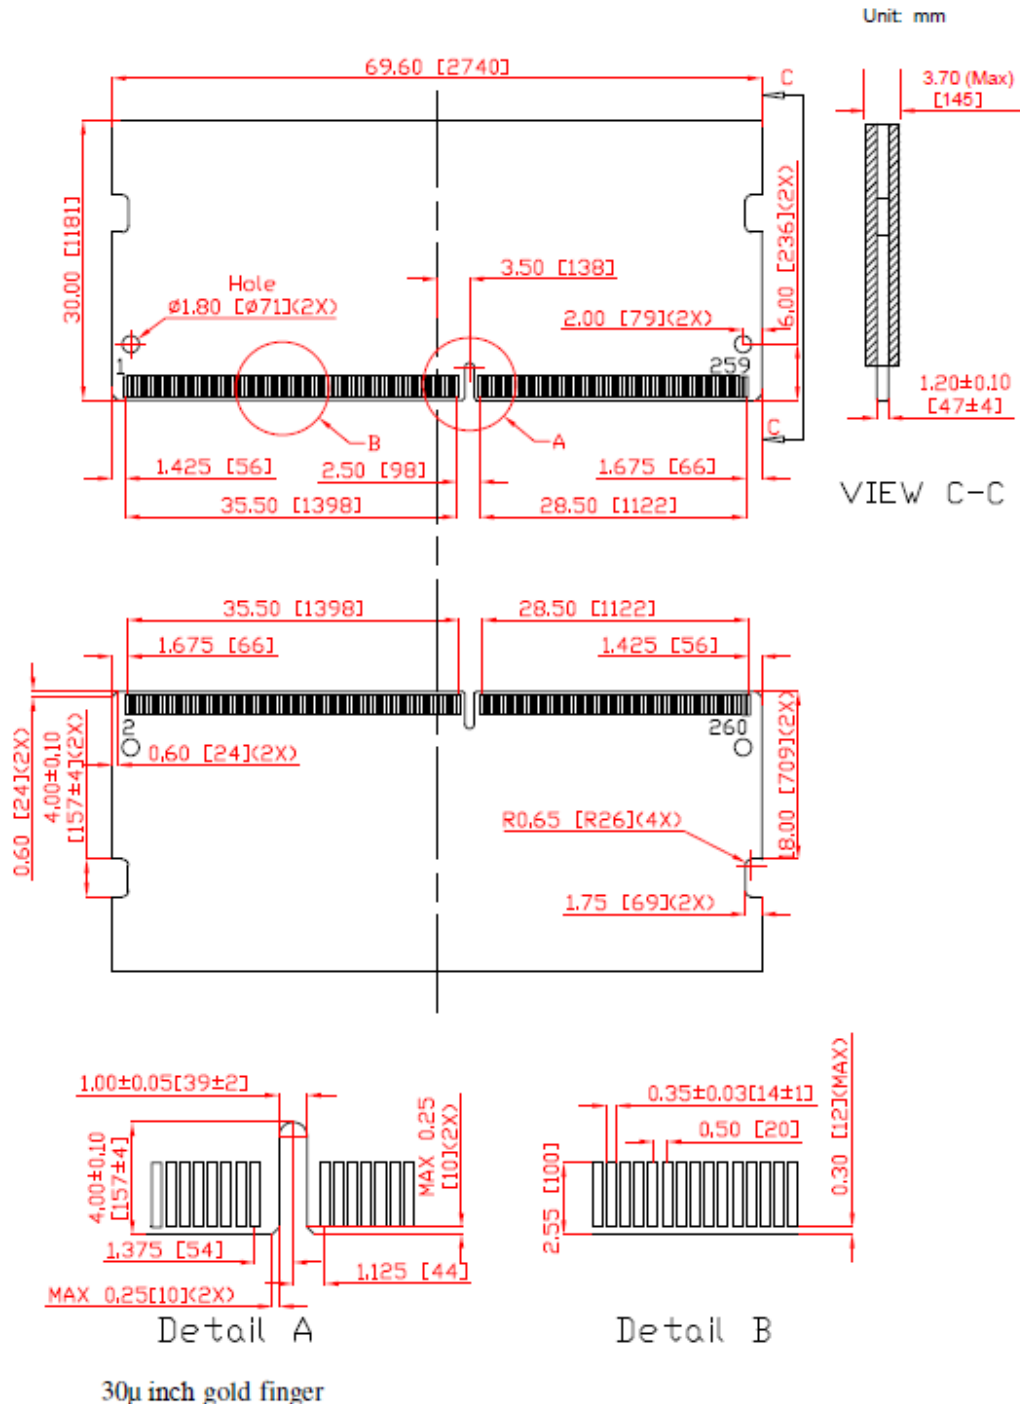 Unit: mm
69.60 [2740]
C
3.70 (Max)
[145]
30.00 [1181]
6.00 [236](2X)
3.50 [138]
Hole
ø1.80 [ø71](2X)
2.00 [79](2X)
1
259
1.20±0.10
[47±4]
B
A
C
1.425 [56]
2.50 [98]
1.675 [66]
35.50 [1398]
28.50 [1122]
VIEW C-C
35.50 [1398]
28.50 [1122]
1.675 [66]
1.425 [56]
2
260
0.60 [24](2X)
4.00±0.10
[157±4](2X)
0.60 [24](2X)
18.00 [709](2X)
R0.65 [R26](4X)
1.75 [69](2X)
1.00±0.05[39±2]
4.00±0.10
[157±4]
MAX 0.25
[10](2X)
1.375 [54]
1.125 [44]
MAX 0.25[10](2X)
Detail A
0.35±0.03[14±1]
0.50 [20]
2.55 [100]
0.30 [12](MAX)
Detail B
30µ inch gold finger